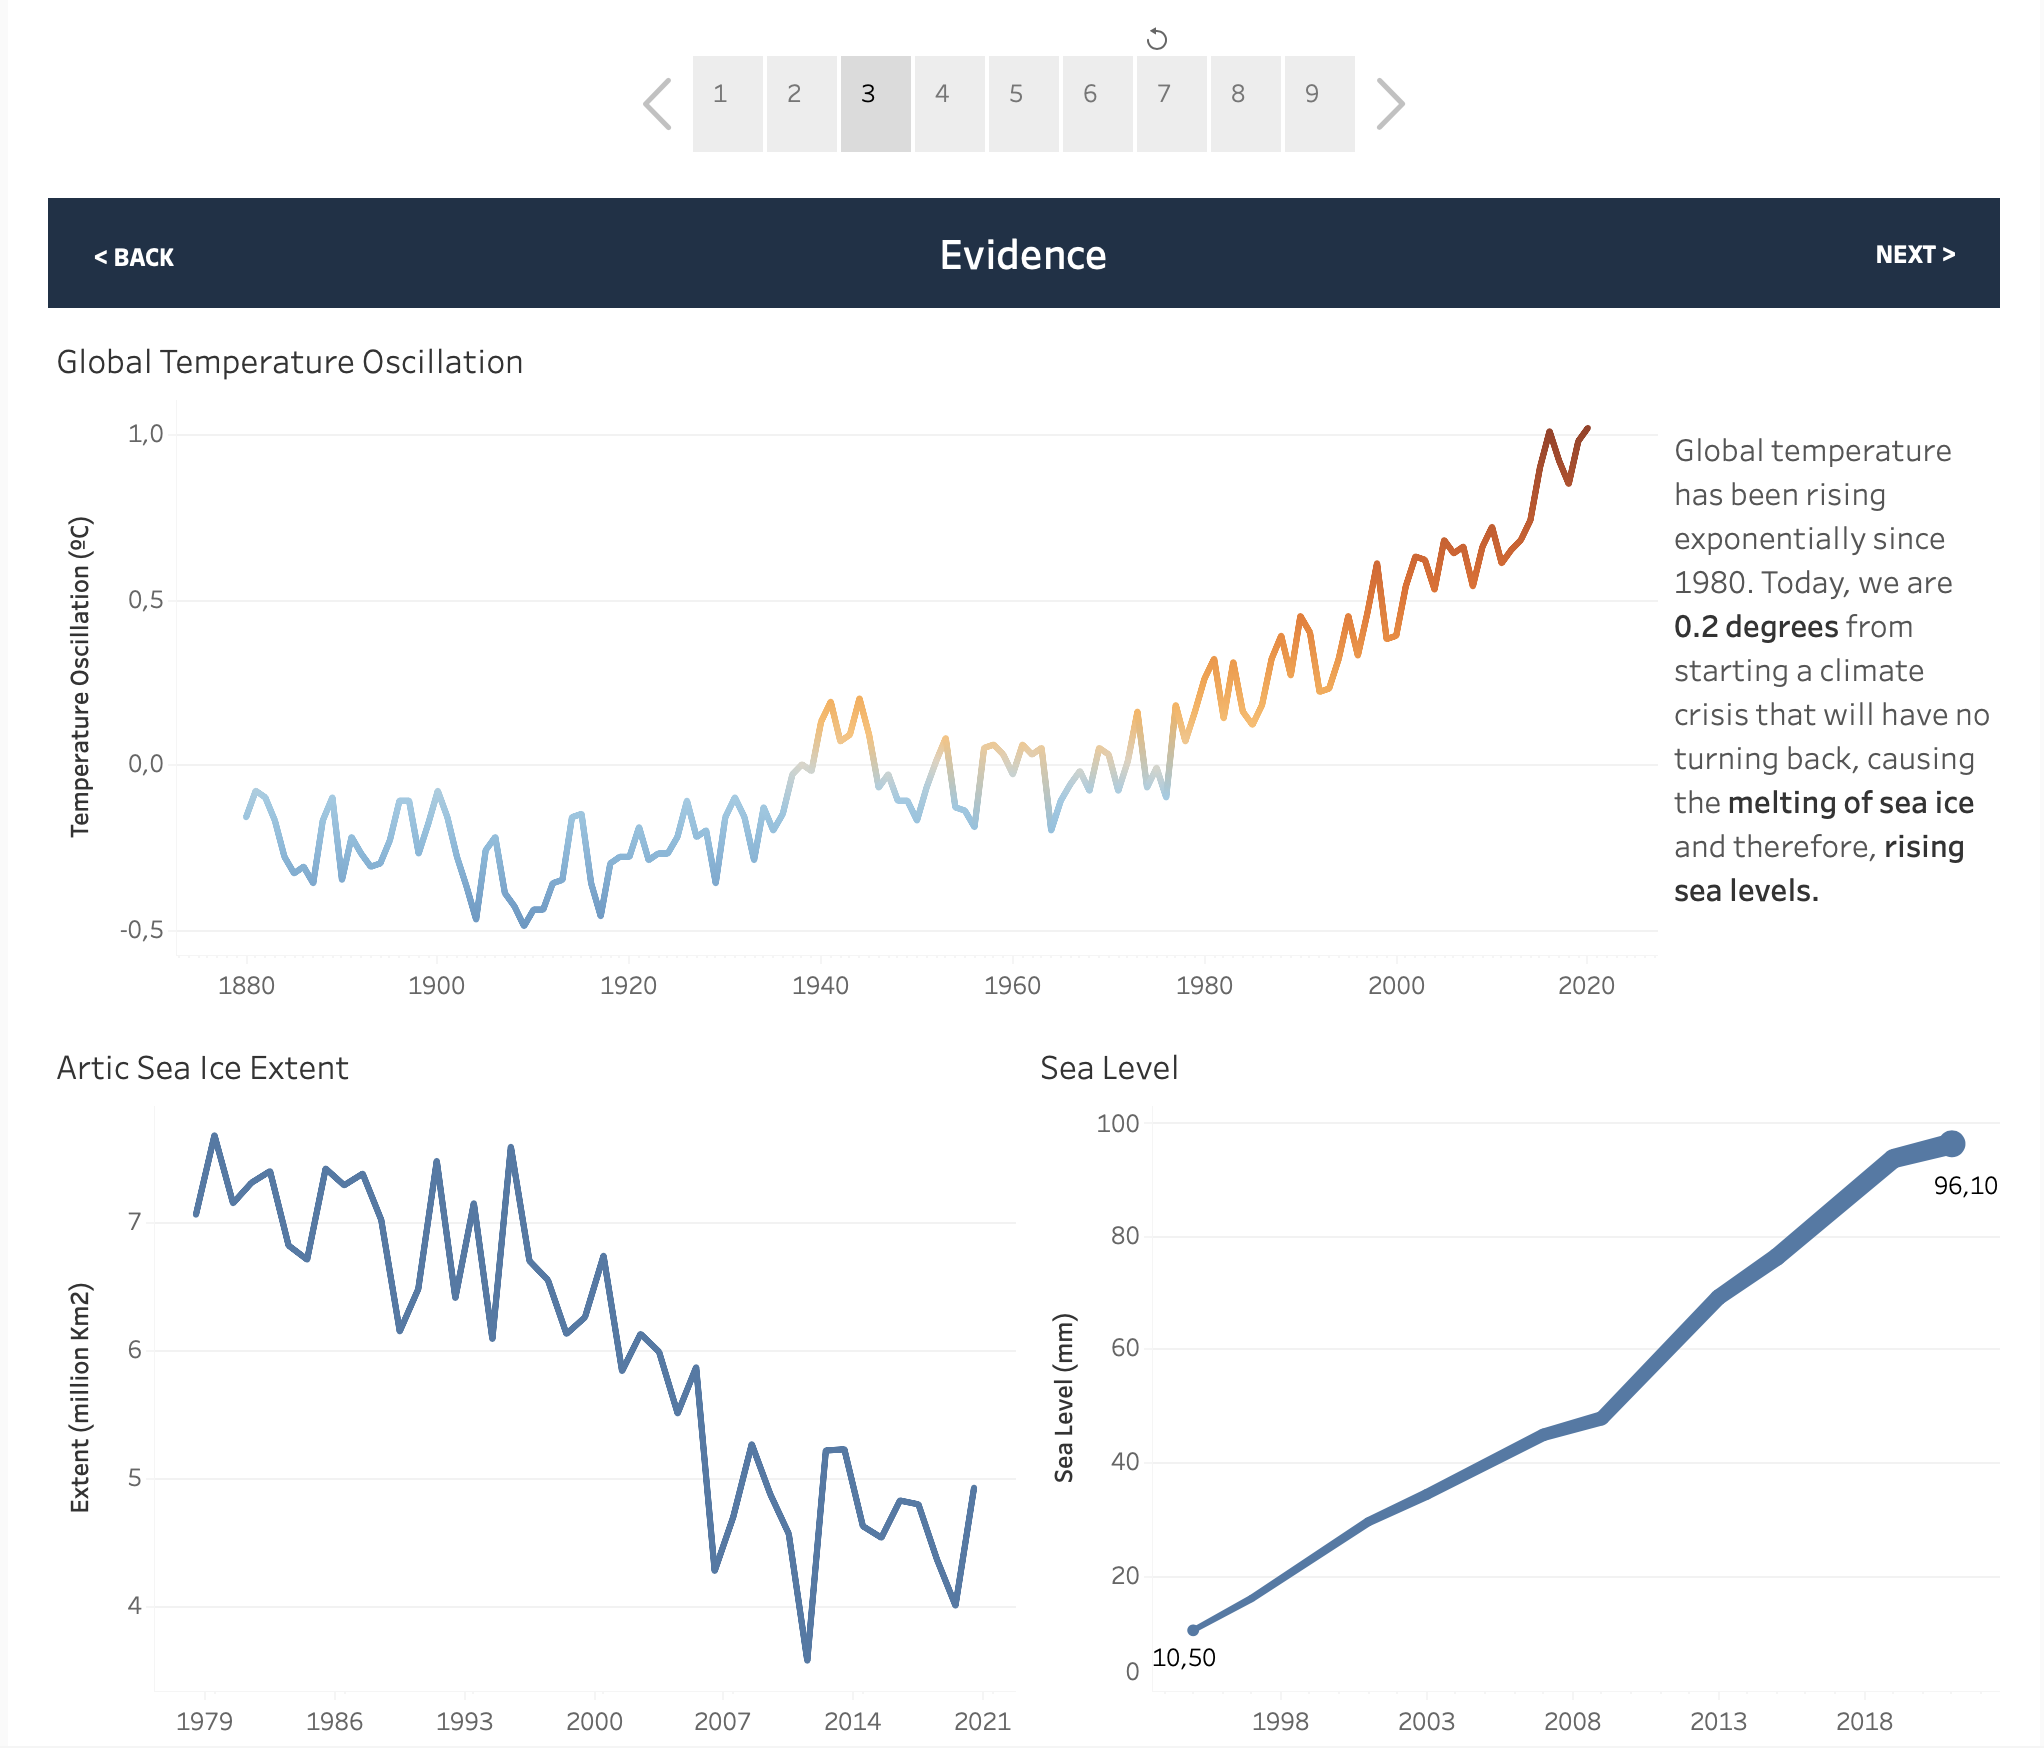 1 2 3 4 5 6 7 8 9
< BACK
Evidence
NEXT >
Global Temperature Oscillation
Temperature Oscillation (ºC)
1,0
0,5
0,0
-0,5
1880 1900 1920 1940 1960 1980 2000 2020
Global temperature
has been rising
exponentially since
1980. Today, we are
0.2 degrees from
starting a climate
crisis that will have no
turning back, causing
the melting of sea ice
and therefore, rising
sea levels.
Artic Sea Ice Extent
Extent (million Km2)
7
6
5
4
1979 1986 1993 2000 2007 2014 2021
Sea Level
Sea Level (mm)
100
80
60
40
20
0
96,10
10,50
1998 2003 2008 2013 2018